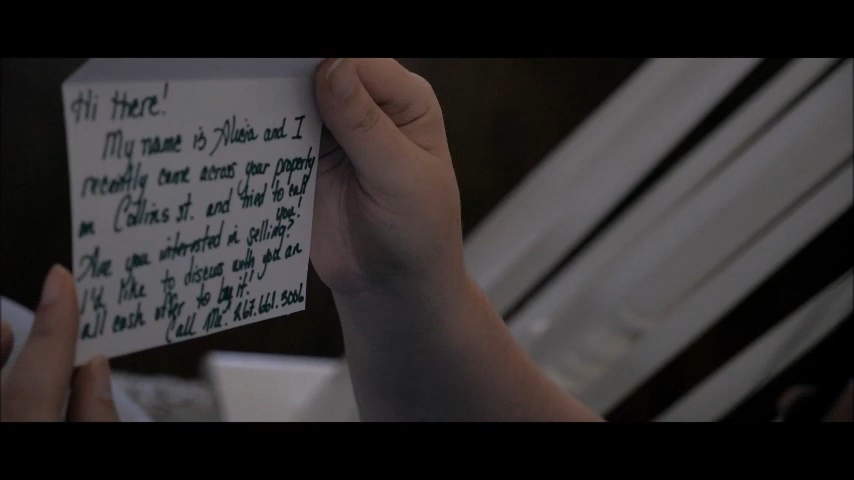 Hi there!
My name is Alicia and I
recently came across your property
on Collins st. and tried to call
you!
Are you interested in selling?
I'd like to discuss with you an
all cash offer to buy it!
Call Me. 267.661.3006